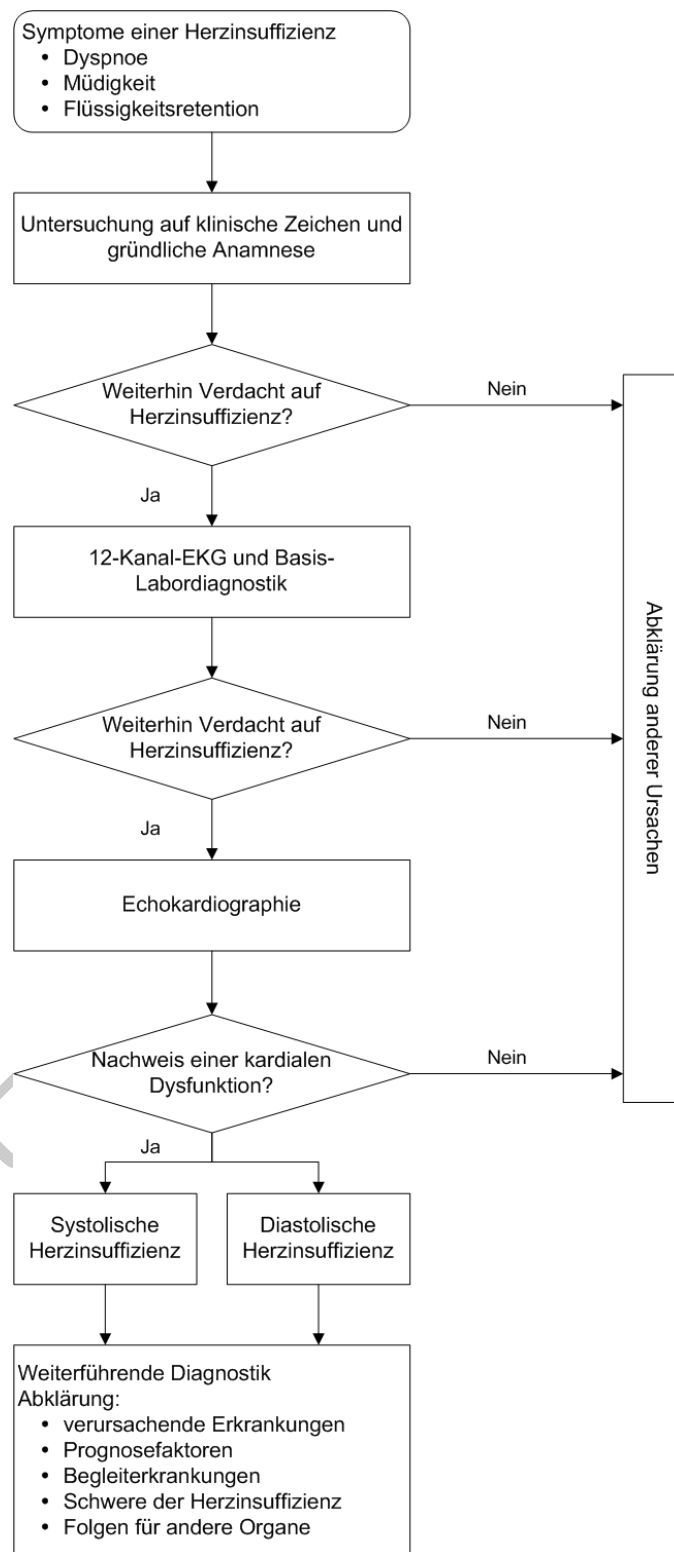 Symptome einer Herzinsuffizienz
• Dyspnoe
• Müdigkeit
• Flüssigkeitsretention
Untersuchung auf klinische Zeichen und
gründliche Anamnese
Weiterhin Verdacht auf
Herzinsuffizienz?
Nein
Ja
12-Kanal-EKG und Basis-
Labordiagnostik
Weiterhin Verdacht auf
Herzinsuffizienz?
Nein
Ja
Echokardiographie
Nachweis einer kardialen
Dysfunktion?
Nein
Ja
Abklärung anderer Ursachen
Systolische
Herzinsuffizienz
Diastolische
Herzinsuffizienz
Weiterführende Diagnostik
Abklärung:
• verursachende Erkrankungen
• Prognosefaktoren
• Begleiterkrankungen
• Schwere der Herzinsuffizienz
• Folgen für andere Organe